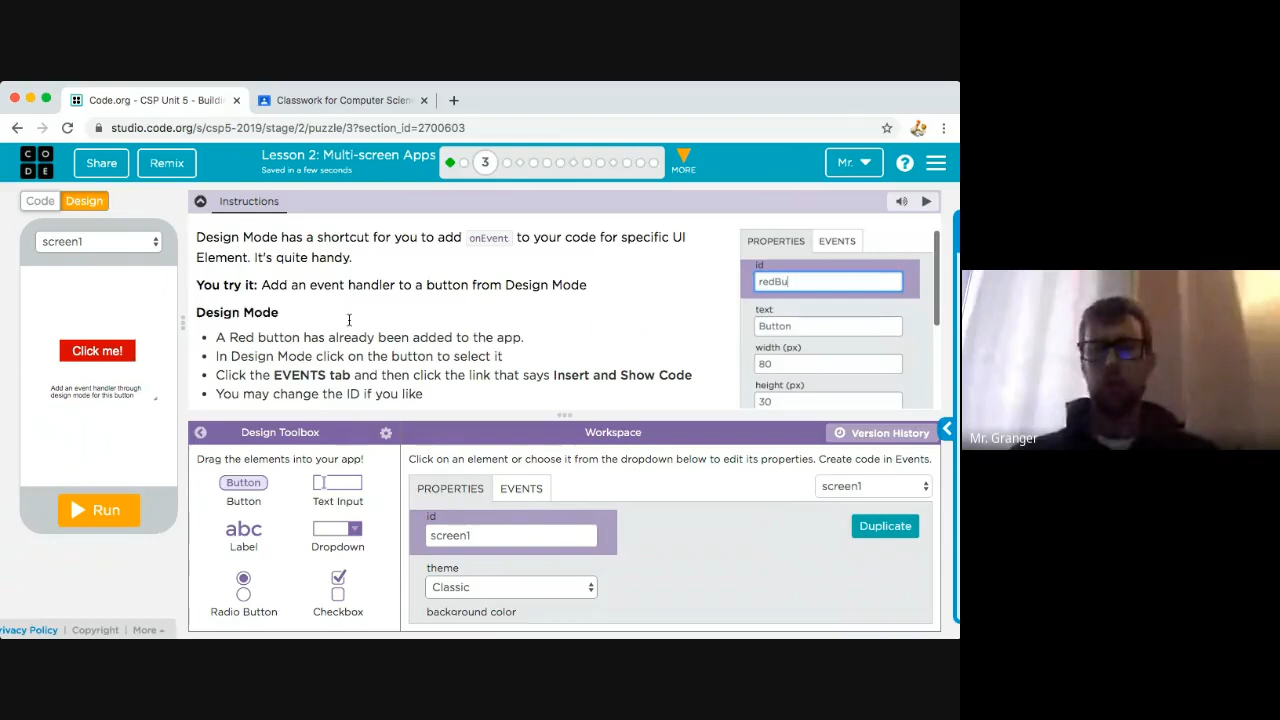 Code.org - CSP Unit 5 - Buildi
Classwork for Computer Scienc
studio.code.org/s/csp5-2019/stage/2/puzzle/3?section_id=2700603
C O
D E
Share
Remix
Lesson 2: Multi-screen Apps
Saved in a few seconds
3
MORE
Mr.
?
Code
Design
Instructions
screen1
Click me!
Add an event handler through
design mode for this button
Run
Design Mode has a shortcut for you to add onEvent to your code for specific UI
Element. It's quite handy.
You try it: Add an event handler to a button from Design Mode
Design Mode
• A Red button has already been added to the app.
• In Design Mode click on the button to select it
• Click the EVENTS tab and then click the link that says Insert and Show Code
• You may change the ID if you like
PROPERTIES
EVENTS
id
redBu
text
Button
width (px)
80
height (px)
30
Design Toolbox
Workspace
Version History
Drag the elements into your app!
Button
Button
Text Input
abc
Label
Dropdown
Radio Button
Checkbox
Click on an element or choose it from the dropdown below to edit its properties. Create code in Events.
PROPERTIES
EVENTS
screen1
id
screen1
Duplicate
theme
Classic
background color
rivacy Policy | Copyright | More
Mr. Granger